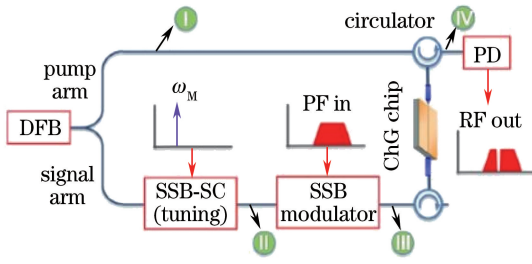 I
circulator
IV
PD
pump
arm
ω_M
PF in
ChG chip
RF out
DFB
signal
arm
SSB-SC
(tuning)
SSB
modulator
II
III